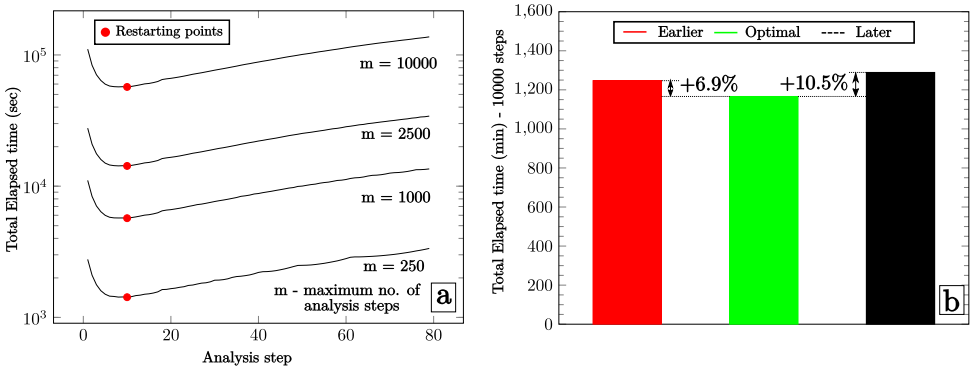 Total Elapsed time (sec)
10^5
10^4
10^3
Restarting points
m = 10000
m = 2500
m = 1000
m = 250
m - maximum no. of
analysis steps
a
0
20
40
60
80
Analysis step
Total Elapsed time (min) - 10000 steps
1,600
1,400
1,200
1,000
800
600
400
200
0
Earlier
Optimal
Later
+6.9%
+10.5%
b